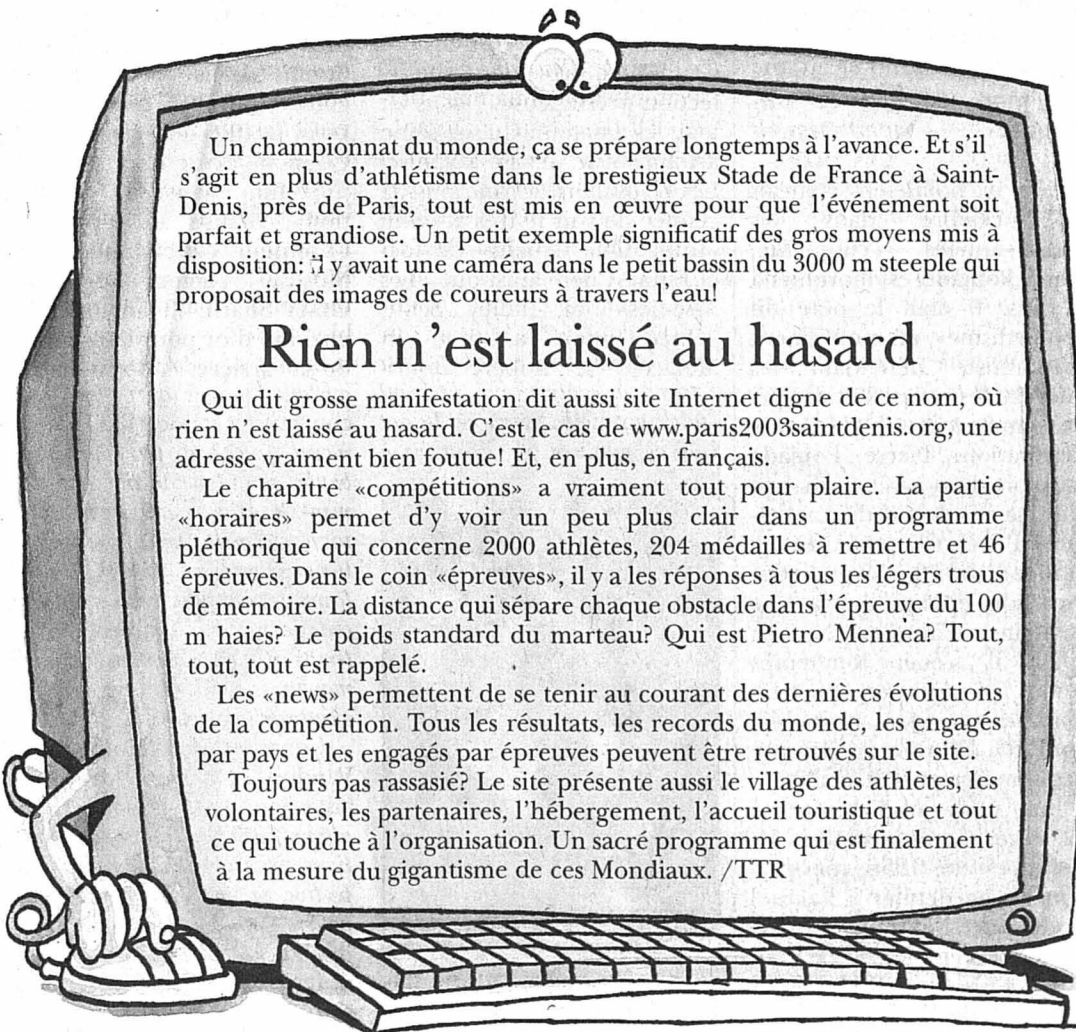 Un championnat du monde, ça se prépare longtemps à l'avance. Et s'il
s'agit en plus d'athlétisme dans le prestigieux Stade de France à Saint-
Denis, près de Paris, tout est mis en œuvre pour que l'événement soit
parfait et grandiose. Un petit exemple significatif des gros moyens mis à
disposition: il y avait une caméra dans le petit bassin du 3000 m steeple qui
proposait des images de coureurs à travers l'eau!
Rien n'est laissé au hasard
Qui dit grosse manifestation dit aussi site Internet digne de ce nom, où
rien n'est laissé au hasard. C'est le cas de www.paris2003saintdenis.org, une
adresse vraiment bien foutue! Et, en plus, en français.
Le chapitre «compétitions» a vraiment tout pour plaire. La partie
«horaires» permet d'y voir un peu plus clair dans un programme
pléthorique qui concerne 2000 athlètes, 204 médailles à remettre et 46
épreuves. Dans le coin «épreuves», il y a les réponses à tous les légers trous
de mémoire. La distance qui sépare chaque obstacle dans l'épreuve du 100
m haies? Le poids standard du marteau? Qui est Pietro Mennea? Tout,
tout, tout est rappelé.
Les «news» permettent de se tenir au courant des dernières évolutions
de la compétition. Tous les résultats, les records du monde, les engagés
par pays et les engagés par épreuves peuvent être retrouvés sur le site.
Toujours pas rassasié? Le site présente aussi le village des athlètes, les
volontaires, les partenaires, l'hébergement, l'accueil touristique et tout
ce qui touche à l'organisation. Un sacré programme qui est finalement
à la mesure du gigantisme de ces Mondiaux. /TTR